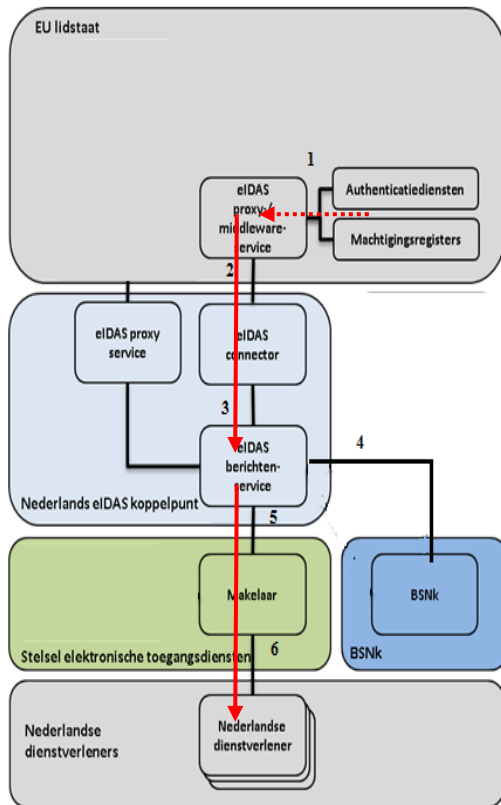 EU lidstaat
1
eIDAS
proxy-/
middleware-
service
Authenticatiediensten
Machtigingsregisters
2
eIDAS proxy
service
eIDAS
connector
3
eIDAS
berichten-
service
4
Nederlands eIDAS koppelpunt
5
Makelaar
BSNk
Stelsel elektronische toegangsdiensten
6
BSNk
Nederlandse
dienstverleners
Nederlandse
dienstverlener